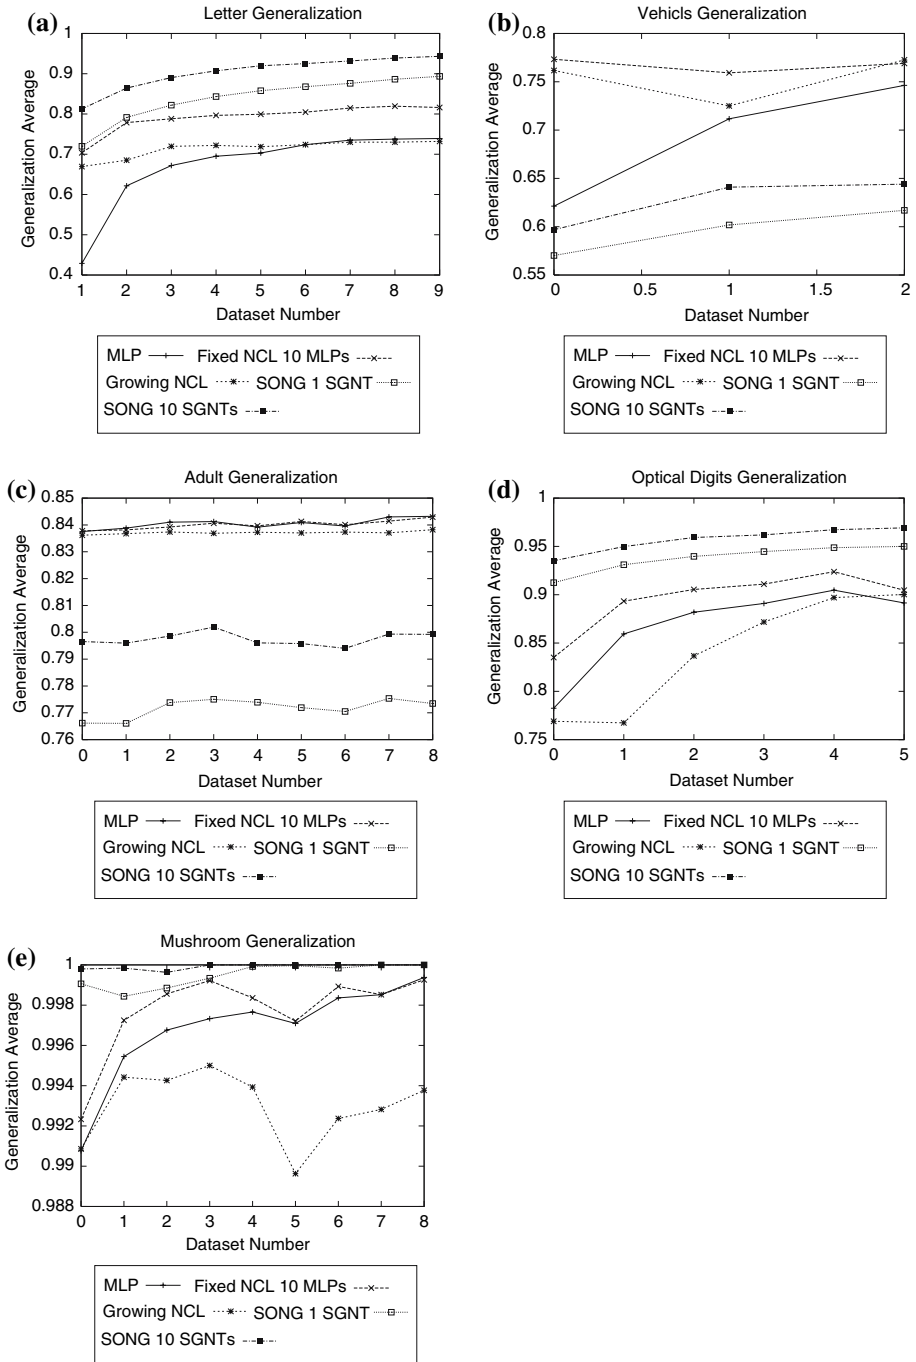 (a)
Letter Generalization
Generalization Average
1
0.9
0.8
0.7
0.6
0.5
0.4
1 2 3 4 5 6 7 8 9
Dataset Number
MLP Fixed NCL 10 MLPs
Growing NCL SONG 1 SGNT
SONG 10 SGNTs
(b)
Vehicls Generalization
Generalization Average
0.8
0.75
0.7
0.65
0.6
0.55
0 0.5 1 1.5 2
Dataset Number
MLP Fixed NCL 10 MLPs
Growing NCL SONG 1 SGNT
SONG 10 SGNTs
(c)
Adult Generalization
Generalization Average
0.85
0.84
0.83
0.82
0.81
0.8
0.79
0.78
0.77
0.76
0 1 2 3 4 5 6 7 8
Dataset Number
MLP Fixed NCL 10 MLPs
Growing NCL SONG 1 SGNT
SONG 10 SGNTs
(d)
Optical Digits Generalization
Generalization Average
1
0.95
0.9
0.85
0.8
0.75
0 1 2 3 4 5
Dataset Number
MLP Fixed NCL 10 MLPs
Growing NCL SONG 1 SGNT
SONG 10 SGNTs
(e)
Mushroom Generalization
Generalization Average
1
0.998
0.996
0.994
0.992
0.99
0.988
0 1 2 3 4 5 6 7 8
Dataset Number
MLP Fixed NCL 10 MLPs
Growing NCL SONG 1 SGNT
SONG 10 SGNTs